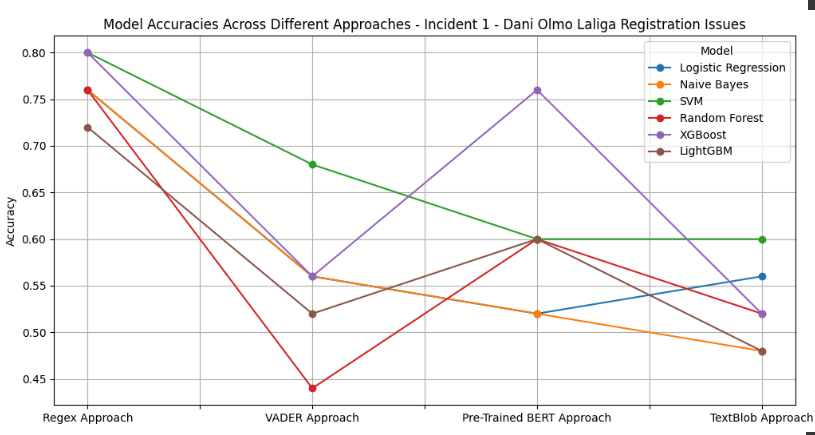 Model Accuracies Across Different Approaches - Incident 1 - Dani Olmo Laliga Registration Issues
Model
Logistic Regression
Naive Bayes
SVM
Random Forest
XGBoost
LightGBM
Accuracy
0.80
0.75
0.70
0.65
0.60
0.55
0.50
0.45
Regex Approach
VADER Approach
Pre-Trained BERT Approach
TextBlob Approach